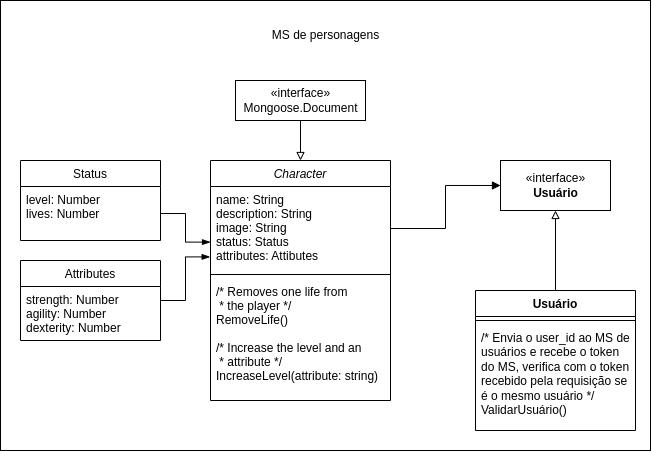 MS de personagens
«interface»
Mongoose.Document
Status
level: Number
lives: Number
Attributes
strength: Number
agility: Number
dexterity: Number
Character
name: String
description: String
image: String
status: Status
attributes: Attibutes
/* Removes one life from
* the player */
RemoveLife()
/* Increase the level and an
* attribute */
IncreaseLevel(attribute: string)
«interface»
Usuário
Usuário
/* Envia o user_id ao MS de
usuários e recebe o token
do MS, verifica com o token
recebido pela requisição se
é o mesmo usuário */
ValidarUsuário()